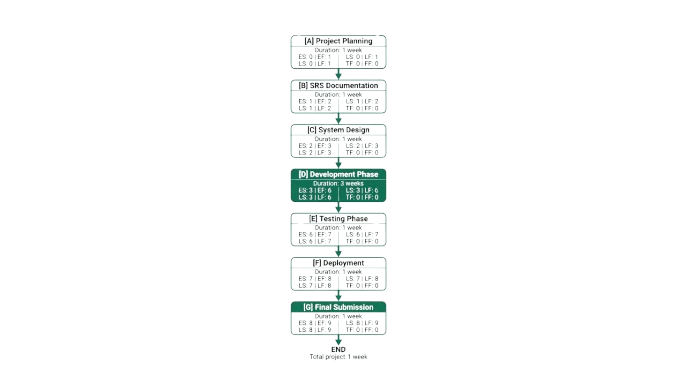 [A] Project Planning
Duration: 1 week
ES: 0 | EF: 1 LS: 0 | LF: 1
LS: 0 | LF: 1 TF: 0 | FF: 0
[B] SRS Documentation
Duration: 1 week
ES: 1 | EF: 2 LS: 1 | LF: 2
LS: 1 | LF: 2 TF: 0 | FF: 0
[C] System Design
Duration: 1 week
ES: 2 | EF: 3 LS: 2 | LF: 3
LS: 2 | LF: 3 TF: 0 | FF: 0
[D] Development Phase
Duration: 3 weeks
ES: 3 | EF: 6 LS: 3 | LF: 6
LS: 3 | LF: 6 TF: 0 | FF: 0
[E] Testing Phase
Duration: 1 week
ES: 6 | EF: 7 LS: 6 | LF: 7
LS: 6 | LF: 7 TF: 0 | FF: 0
[F] Deployment
Duration: 1 week
ES: 7 | EF: 8 LS: 7 | LF: 8
LS: 7 | LF: 8 TF: 0 | FF: 0
[G] Final Submission
Duration: 1 week
ES: 8 | EF: 9 LS: 8 | LF: 9
LS: 8 | LF: 9 TF: 0 | FF: 0
END
Total project 1 week